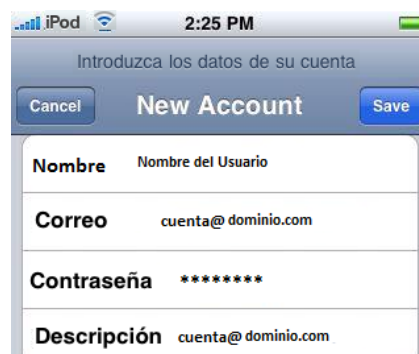 iPod 2:25 PM
Introduzca los datos de su cuenta
Cancel New Account Save
Nombre Nombre del Usuario
Correo cuenta@ dominio.com
Contraseña ********
Descripción cuenta@ dominio.com